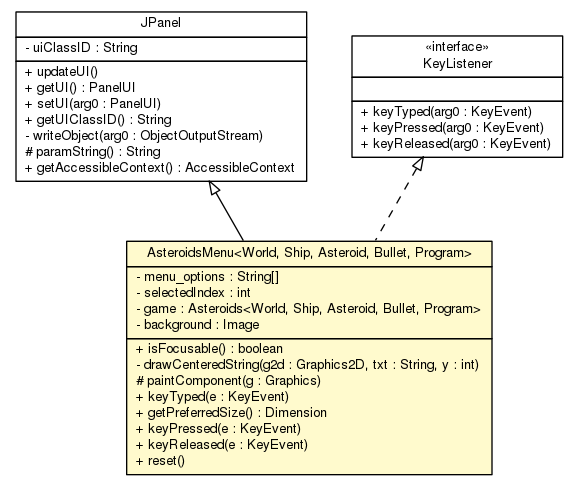 JPanel
- uiClassID : String
+ updateUI()
+ getUI() : PanelUI
+ setUI(arg0 : PanelUI)
+ getUIClassID() : String
- writeObject(arg0 : ObjectOutputStream)
# paramString() : String
+ getAccessibleContext() : AccessibleContext
«interface»
KeyListener
+ keyTyped(arg0 : KeyEvent)
+ keyPressed(arg0 : KeyEvent)
+ keyReleased(arg0 : KeyEvent)
AsteroidsMenu<World, Ship, Asteroid, Bullet, Program>
- menu_options : String[]
- selectedIndex : int
- game : Asteroids<World, Ship, Asteroid, Bullet, Program>
- background : Image
+ isFocusable() : boolean
- drawCenteredString(g2d : Graphics2D, txt : String, y : int)
# paintComponent(g : Graphics)
+ keyTyped(e : KeyEvent)
+ getPreferredSize() : Dimension
+ keyPressed(e : KeyEvent)
+ keyReleased(e : KeyEvent)
+ reset()